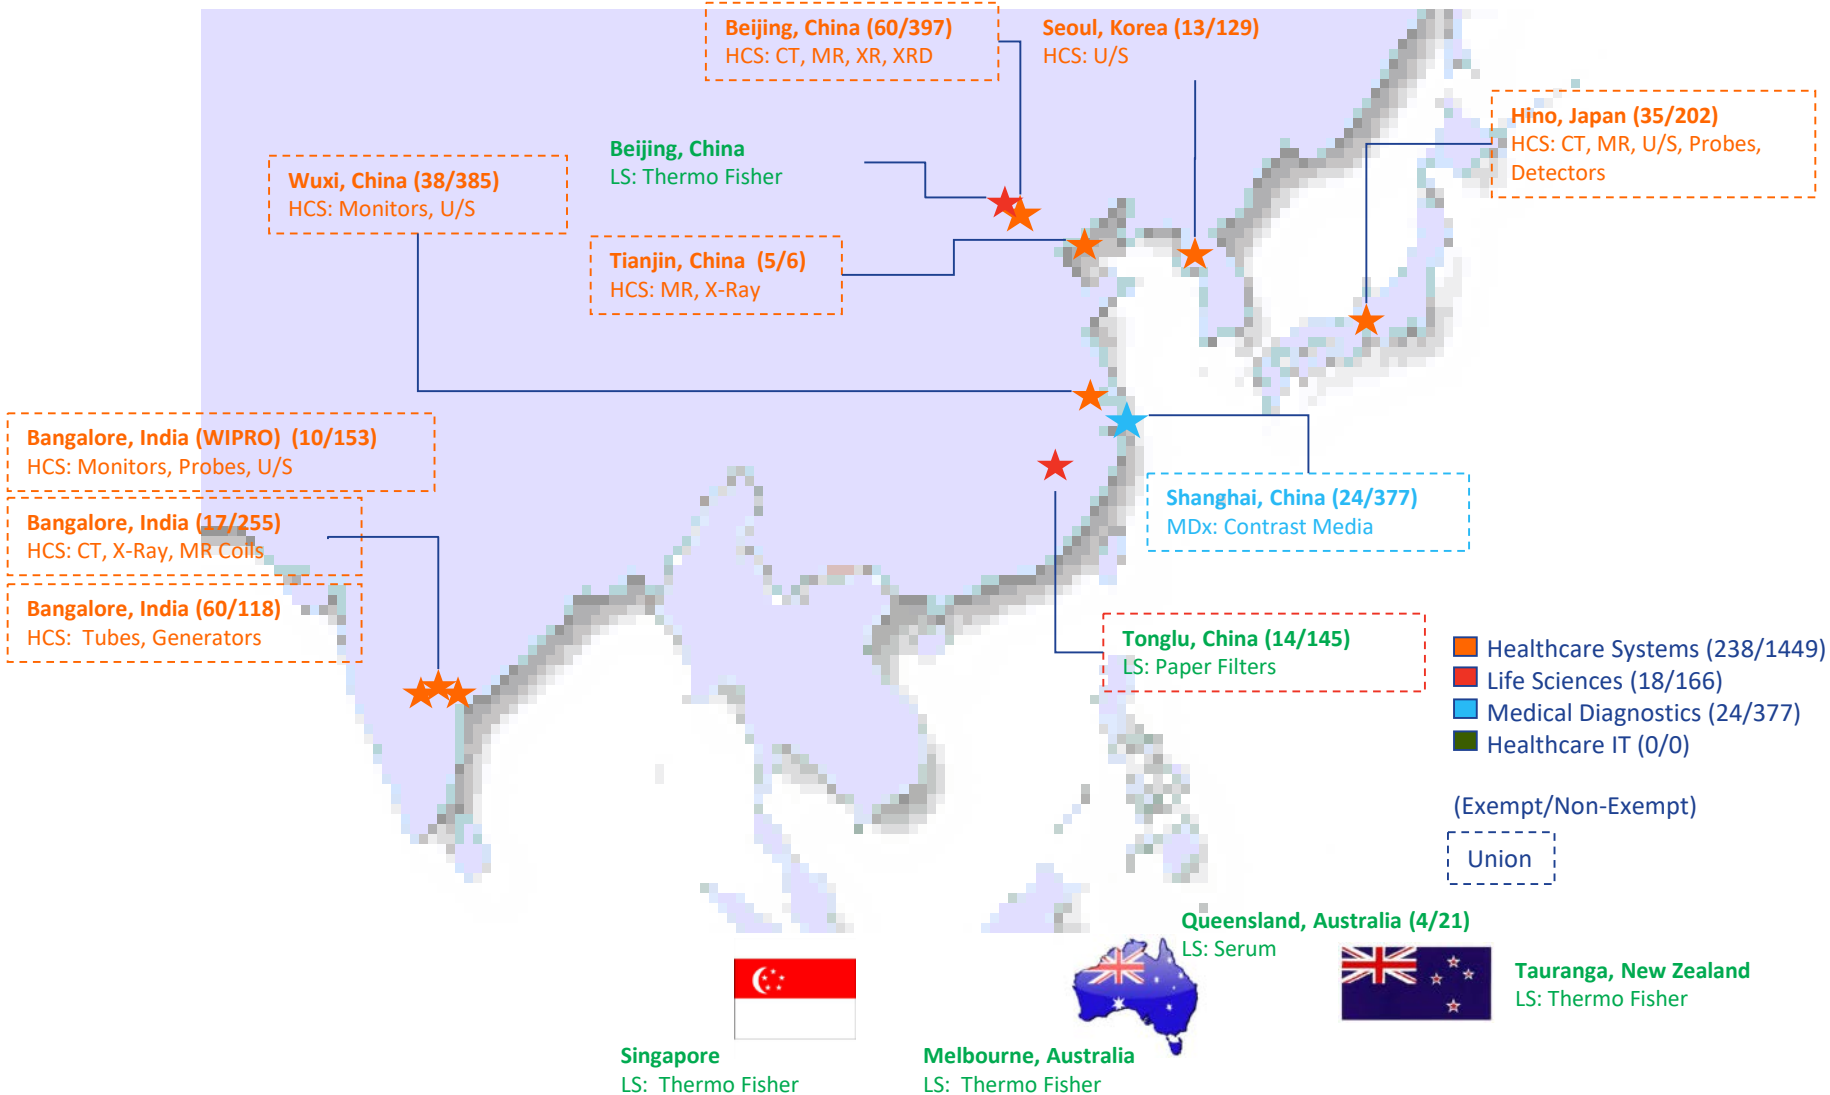 Beijing, China (60/397)
HCS: CT, MR, XR, XRD
Seoul, Korea (13/129)
HCS: U/S
Hino, Japan (35/202)
HCS: CT, MR, U/S, Probes,
Detectors
Beijing, China
LS: Thermo Fisher
Wuxi, China (38/385)
HCS: Monitors, U/S
Tianjin, China (5/6)
HCS: MR, X-Ray
Bangalore, India (WIPRO) (10/153)
HCS: Monitors, Probes, U/S
Bangalore, India (17/255)
HCS: CT, X-Ray, MR Coils
Bangalore, India (60/118)
HCS: Tubes, Generators
Shanghai, China (24/377)
MDx: Contrast Media
Tonglu, China (14/145)
LS: Paper Filters
Healthcare Systems (238/1449)
Life Sciences (18/166)
Medical Diagnostics (24/377)
Healthcare IT (0/0)
(Exempt/Non-Exempt)
Union
Queensland, Australia (4/21)
LS: Serum
Tauranga, New Zealand
LS: Thermo Fisher
Singapore
LS: Thermo Fisher
Melbourne, Australia
LS: Thermo Fisher